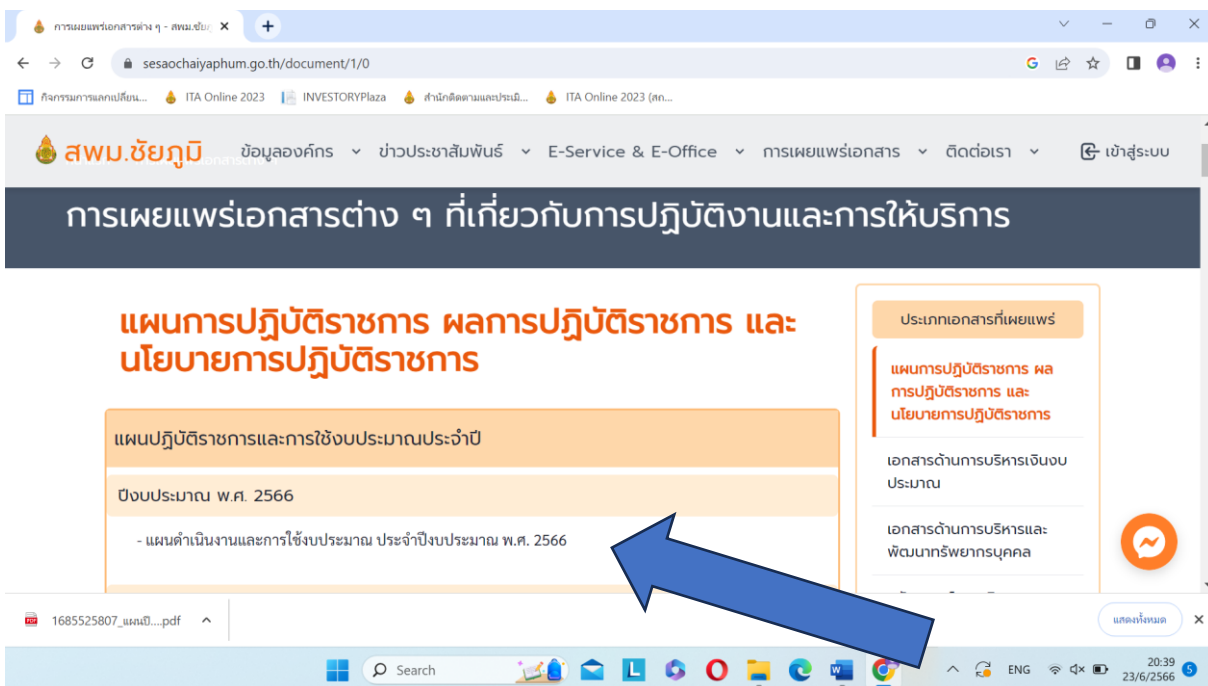 การเผยแพร่เอกสารต่าง ๆ - สพม.ชัยภู
sesaochaiyaphum.go.th/document/1/0
กิจกรรมการแลกเปลี่ยน... ITA Online 2023 INVESTORYPlaza สำนักติดตามและประเมิ... ITA Online 2023 (สถ...
สพม.ชัยภูมิ ข้อมูลองค์กร ข่าวประชาสัมพันธ์ E-Service & E-Office การเผยแพร่เอกสาร ติดต่อเรา เข้าสู่ระบบ
การเผยแพร่เอกสารต่าง ๆ ที่เกี่ยวกับการปฏิบัติงานและการให้บริการ
แผนการปฏิบัติราชการ ผลการปฏิบัติราชการ และ
นโยบายการปฏิบัติราชการ
แผนปฏิบัติราชการและการใช้งบประมาณประจำปี
ปีงบประมาณ พ.ศ. 2566
- แผนดำเนินงานและการใช้งบประมาณ ประจำปีงบประมาณ พ.ศ. 2566
ประเภทเอกสารที่เผยแพร่
แผนการปฏิบัติราชการ ผล
การปฏิบัติราชการ และ
นโยบายการปฏิบัติราชการ
เอกสารด้านการบริหารเงินงบ
ประมาณ
เอกสารด้านการบริหารและ
พัฒนาทรัพยากรบุคคล
1685525807_แผนปี....pdf
แสดงทั้งหมด
Search
ENG
20:39
23/6/2566
5